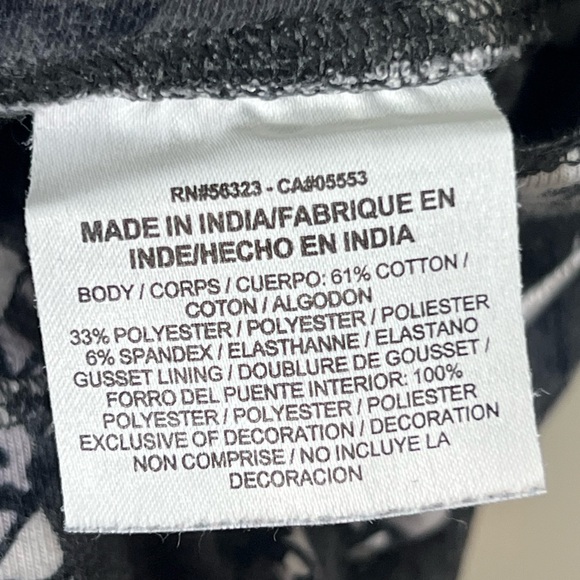 RN#56323 - CA#05553
MADE IN INDIA/FABRIQUE EN
INDE/HECHO EN INDIA
BODY / CORPS / CUERPO: 61% COTTON /
COTON / ALGODON
33% POLYESTER / POLYESTER / POLIESTER
6% SPANDEX / ELASTHANNE / ELASTANO
GUSSET LINING / DOUBLURE DE GOUSSET /
FORRO DEL PUENTE INTERIOR: 100%
POLYESTER / POLYESTER / POLIESTER
EXCLUSIVE OF DECORATION / DECORATION
NON COMPRISE / NO INCLUYE LA
DECORACION